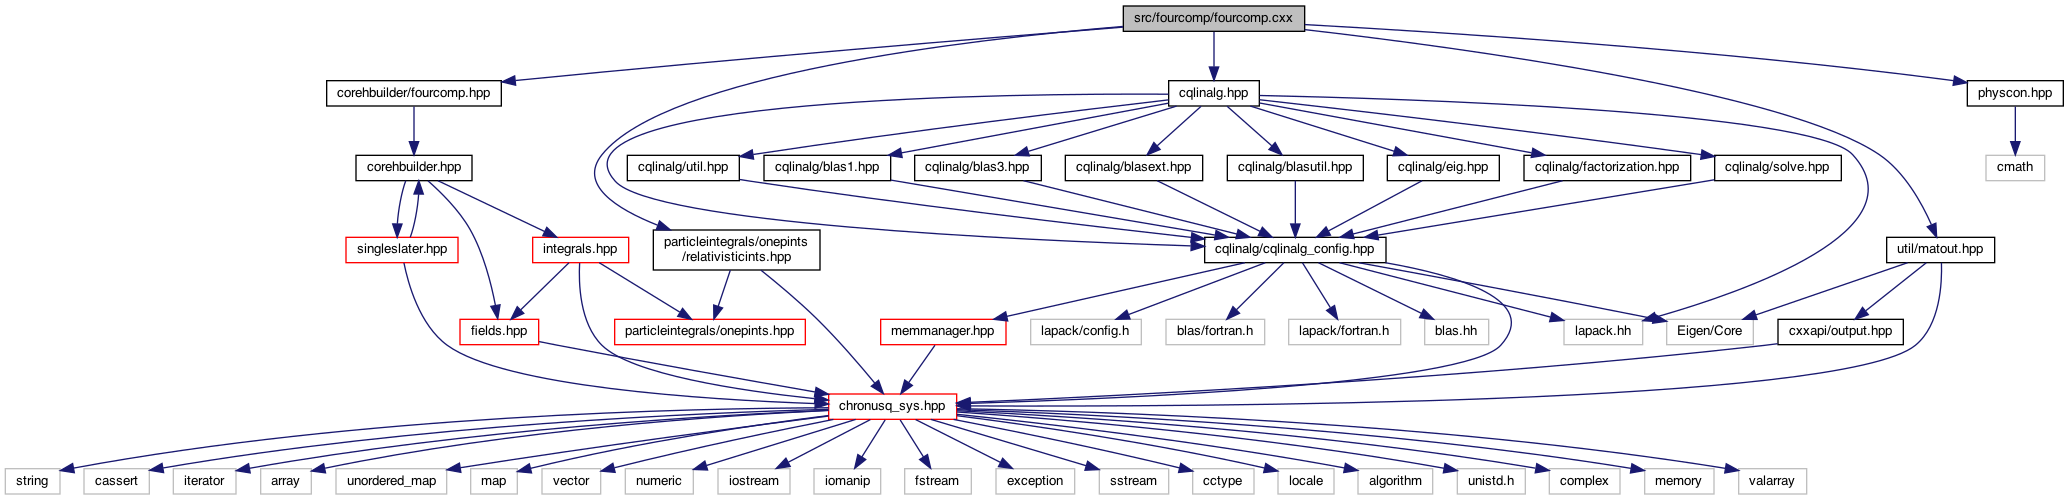 src/fourcomp/fourcomp.cxx
corehbuilder/fourcomp.hpp
cqlinalg.hpp
physcon.hpp
corehbuilder.hpp
cqlinalg/util.hpp
cqlinalg/blas1.hpp
cqlinalg/blas3.hpp
cqlinalg/blasext.hpp
cqlinalg/blasutil.hpp
cqlinalg/eig.hpp
cqlinalg/factorization.hpp
cqlinalg/solve.hpp
cmath
singleslater.hpp
integrals.hpp
particleintegrals/onepints
/relativisticints.hpp
cqlinalg/cqlinalg_config.hpp
util/matout.hpp
fields.hpp
particleintegrals/onepints.hpp
memmanager.hpp
lapack/config.h
blas/fortran.h
lapack/fortran.h
blas.hh
lapack.hh
Eigen/Core
cxxapi/output.hpp
chronusq_sys.hpp
string
cassert
iterator
array
unordered_map
map
vector
numeric
iostream
iomanip
fstream
exception
sstream
cctype
locale
algorithm
unistd.h
complex
memory
valarray